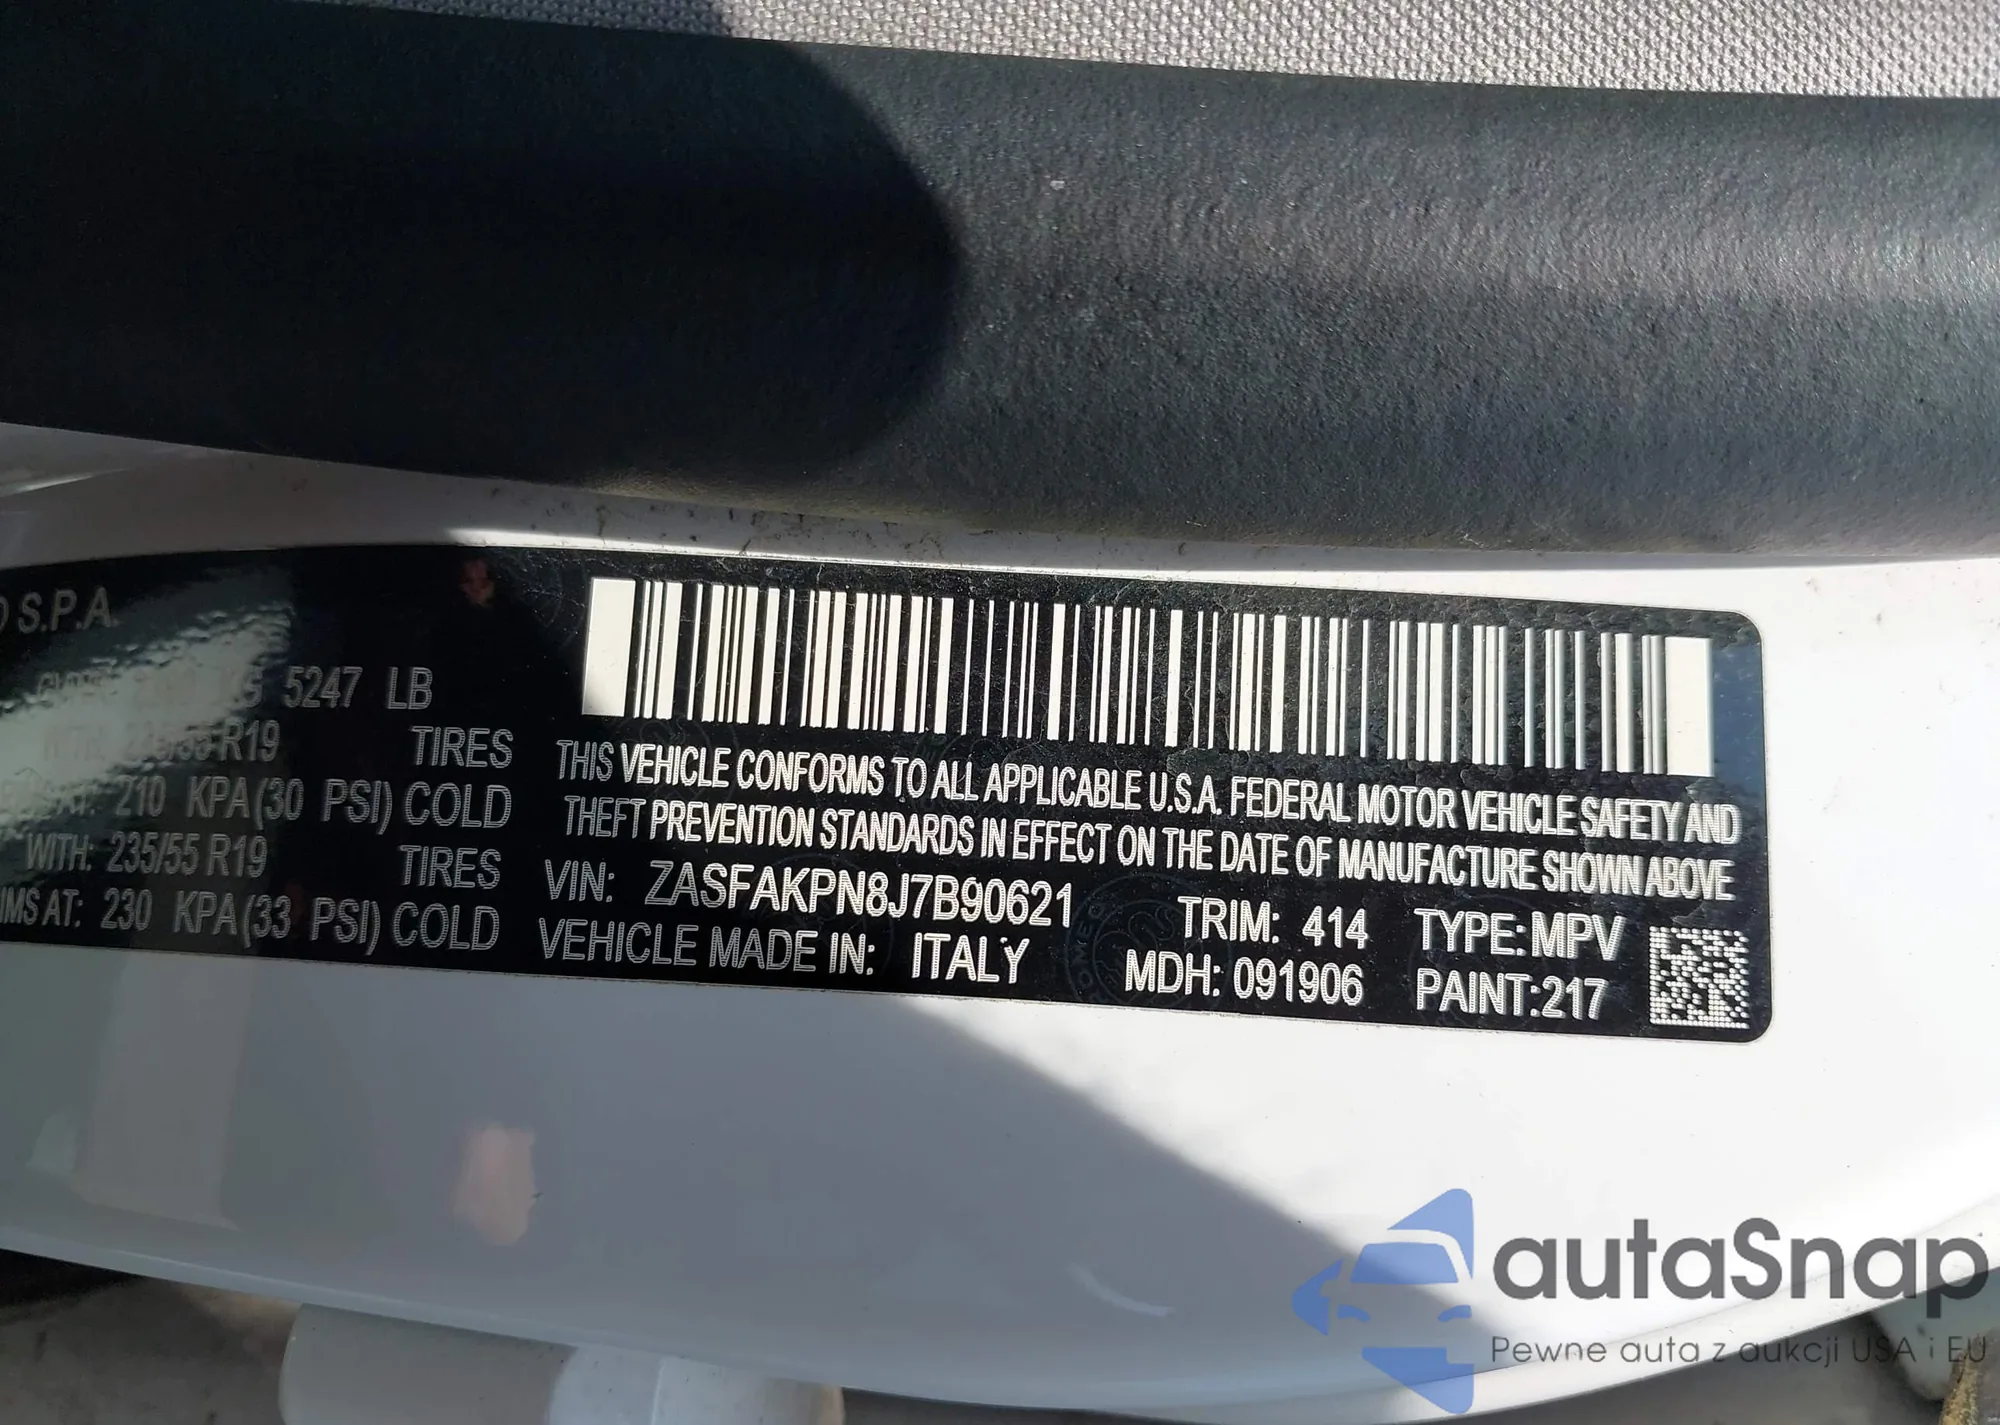 S.P.A.
5247 LB
R19 TIRES
210 KPA(30 PSI) COLD
WITH: 235/55 R19 TIRES
AT: 230 KPA(33 PSI) COLD
THIS VEHICLE CONFORMS TO ALL APPLICABLE U.S.A. FEDERAL MOTOR VEHICLE SAFETY AND
THEFT PREVENTION STANDARDS IN EFFECT ON THE DATE OF MANUFACTURE SHOWN ABOVE
VIN: ZASFAKPN8J7B90621 TRIM: 414 TYPE: MPV
VEHICLE MADE IN: ITALY MDH: 091906 PAINT:217
autaSnap
Pewne auta z aukcji USA i EU